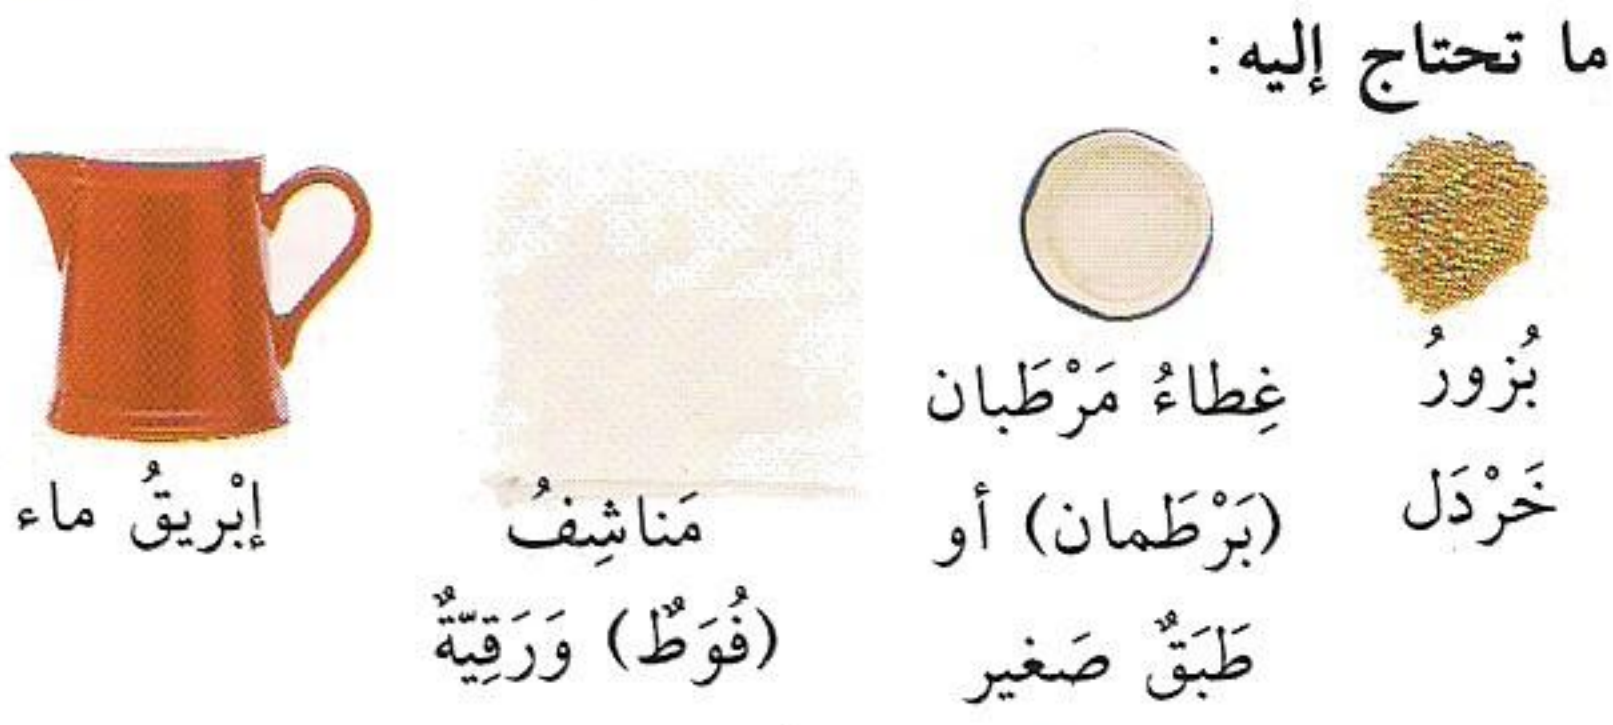 ما تحتاج إليه:
بُزورُ
خَرْدَل
غِطاءُ مَرْطَبان
(بَرْطَمان) أو
طَبَقٌ صَغير
مَناشِفُ
(فُوَطٌ) وَرَقِيّةٌ
إبْريقُ ماء